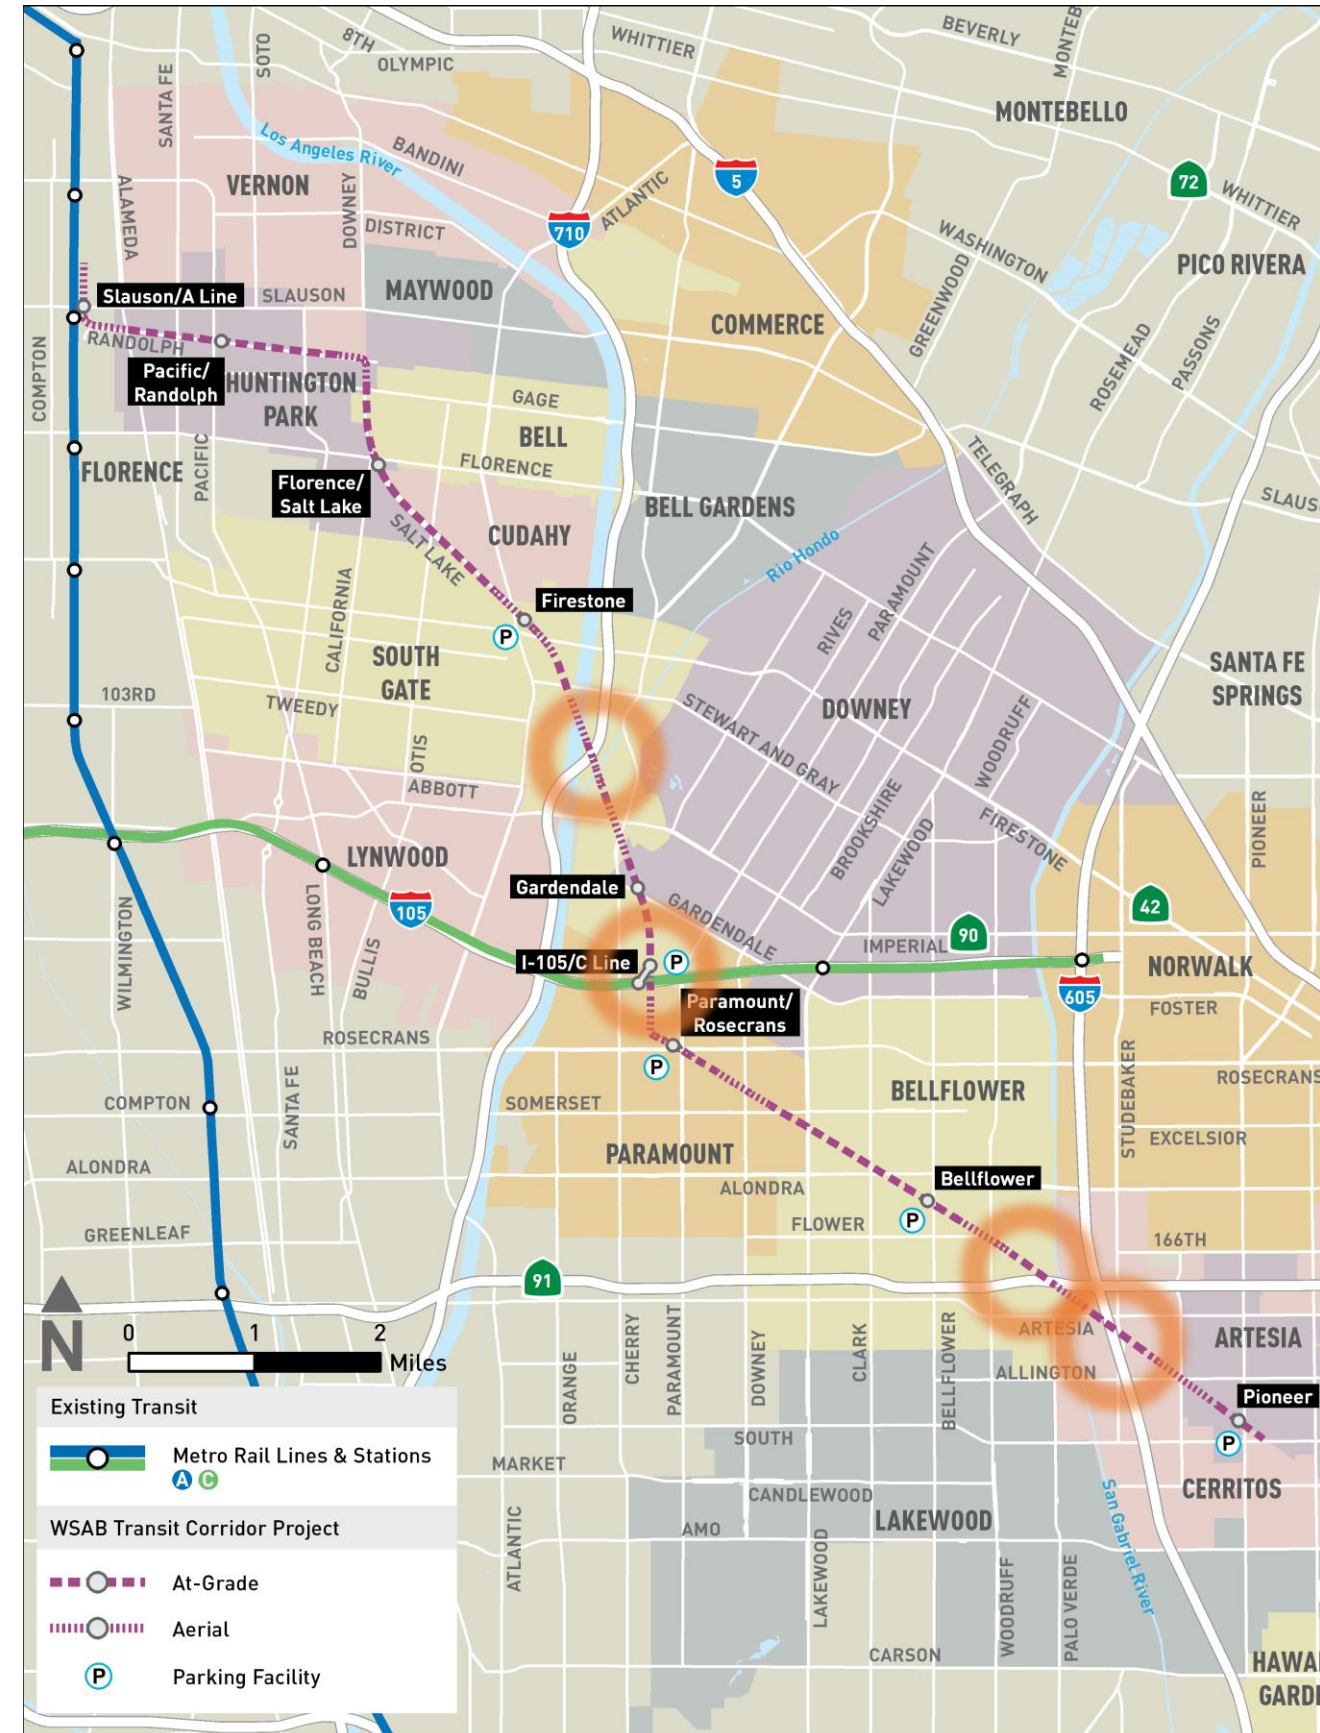 BEVERLY
MONTEB
WHITTIER
8TH
OLYMPIC
SOTO
SANTA FE
MONTEBELLO
Los Angeles River
BANDINI
VERNON
ALAMEDA
DOWNEY
DISTRICT
ATLANTIC
710
5
72
WHITTIER
WASHINGTON
PICO RIVERA
GREENWOOD
MAYWOOD
Slauson/A Line
SLAUSON
COMMERCE
RANDOLPH
COMPTON
Pacific/
Randolph
HUNTINGTON
PARK
ROSEMEAD
PASSONS
GAGE
BELL
FLORENCE
FLORENCE
PACIFIC
Florence/
Salt Lake
TELEGRAPH
BELL GARDENS
SLAUS
SALT LAKE
CUDAHY
Rio Hondo
CALIFORNIA
Firestone
P
RIVES
PARAMOUNT
SOUTH
GATE
SANTA FE
SPRINGS
103RD
TWEEDY
STEWART AND GRAY
DOWNEY
WOODRUFF
OTIS
ABBOTT
BROOKSHIRE
LAKEWOOD
FIRESTONE
PIONEER
LYNWOOD
Gardendale
GARDENDALE
105
LONG BEACH
BULLIS
WILMINGTON
I-105/C Line
P
IMPERIAL
90
42
NORWALK
605
FOSTER
Paramount/
Rosecrans
ROSECRANS
P
SANTA FE
ROSECRANS
STUDEBAKER
COMPTON
SOMERSET
BELLFLOWER
EXCELSIOR
PARAMOUNT
ALONDRA
ALONDRA
Bellflower
P
FLOWER
GREENLEAF
166TH
91
N
0 1 2
Miles
CHERRY
PARAMOUNT
DOWNEY
CLARK
BELLFLOWER
ARTESIA
ARTESIA
ORANGE
ALLINGTON
Pioneer
P
SOUTH
MARKET
CANDLEWOOD
CERRITOS
ATLANTIC
AMO
LAKEWOOD
LAKEWOOD
San Gabriel River
WOODRUFF
PALO VERDE
CARSON
HAWAI
GARDE
Existing Transit
Metro Rail Lines & Stations
A C
WSAB Transit Corridor Project
At-Grade
Aerial
P Parking Facility